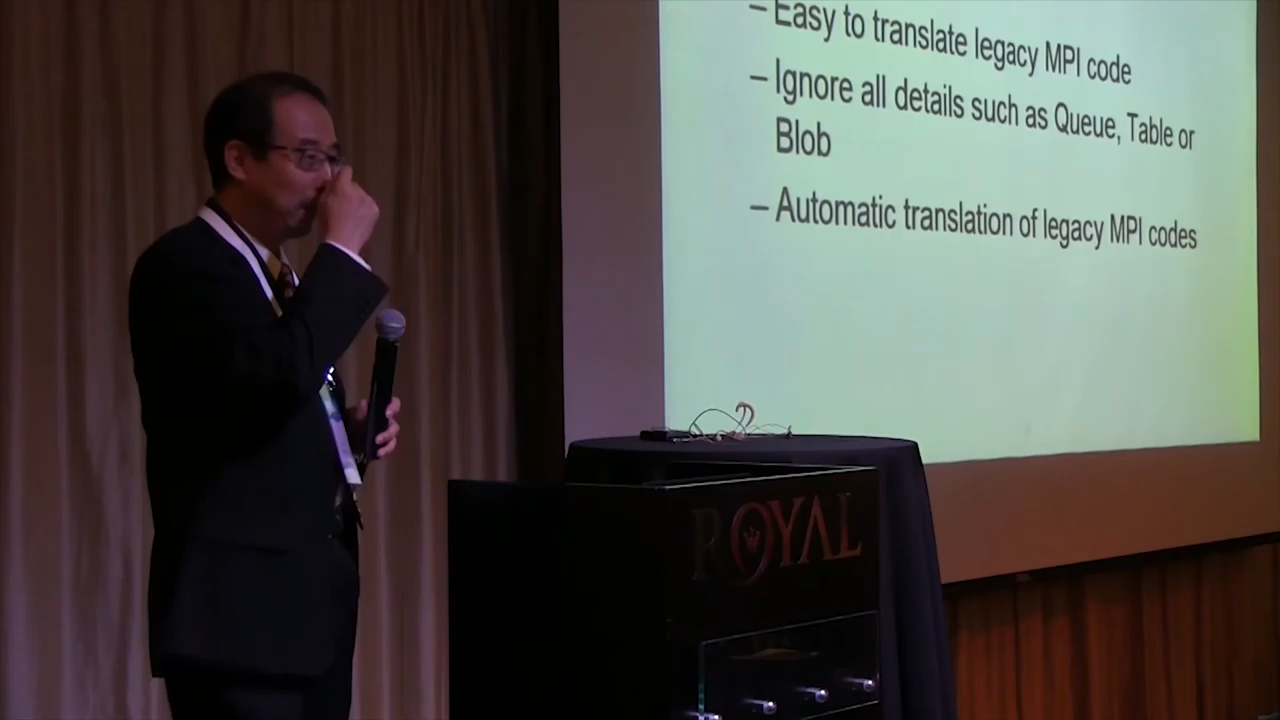 – Easy to translate legacy MPI code
– Ignore all details such as Queue, Table or
Blob
– Automatic translation of legacy MPI codes
ROYAL